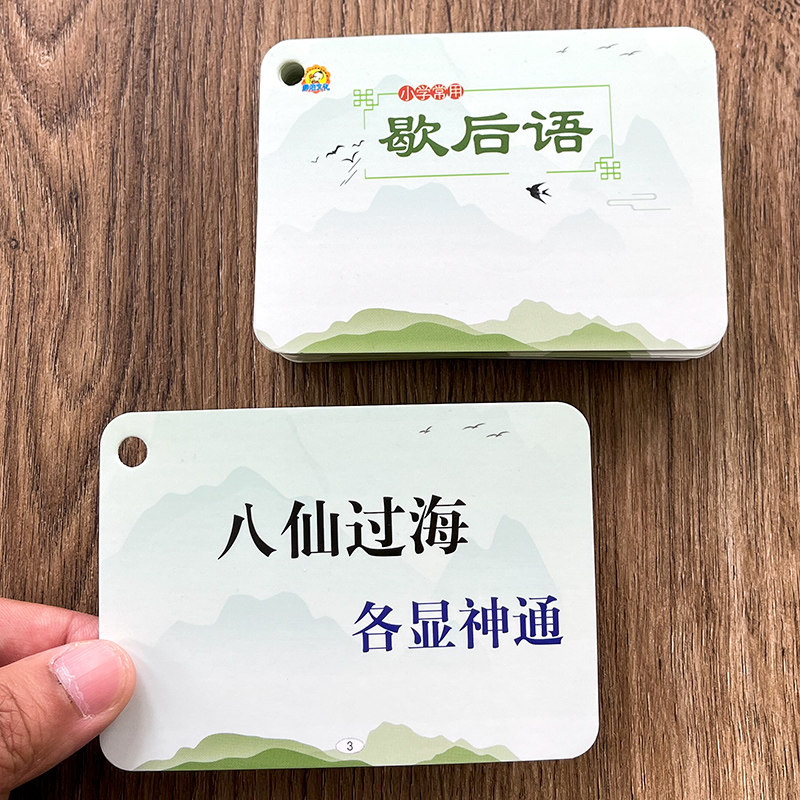 小学常用
歇后语
八仙过海
各显神通
3